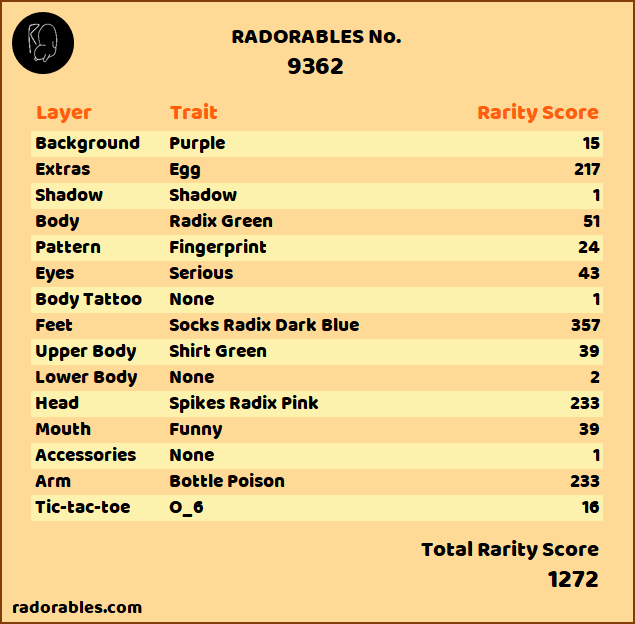 RADORABLES No.
9362
Layer Trait Rarity Score
Background Purple 15
Extras Egg 217
Shadow Shadow 1
Body Radix Green 51
Pattern Fingerprint 24
Eyes Serious 43
Body Tattoo None 1
Feet Socks Radix Dark Blue 357
Upper Body Shirt Green 39
Lower Body None 2
Head Spikes Radix Pink 233
Mouth Funny 39
Accessories None 1
Arm Bottle Poison 233
Tic-tac-toe O_6 16
Total Rarity Score
1272
radorables.com